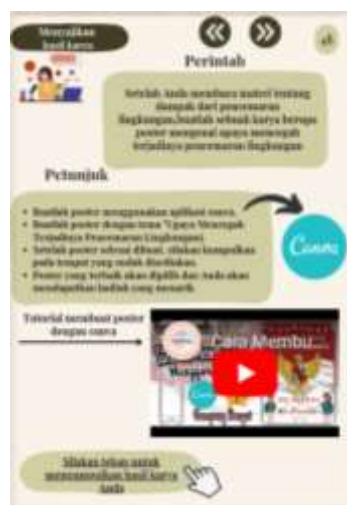 Menyajikan
hasil karya
Perintah
Setelah Anda membaca materi tentang
dampak dari pencemaran
lingkungan,buatlah sebuah karya berupa
poster mengenai upaya mencegah
terjadinya pencemaran lingkungan
Petunjuk
Buatlah poster menggunakan aplikasi canva.
Buatlah poster dengan tema "Upaya Mencegah
Terjadinya Pencemaran Lingkungan)
Setelah poster selesai dibuat, silakan kumpulkan
pada tempat yang sudah disediakan.
Poster yang terbaik akan dipilih dan Anda akan
mendapatkan hadiah yang menarik
Canva
Tutorial membuat poster
dengan canva
Cara Membu...
Silakan tekan untuk
mengumpulkan hasil karya
Anda